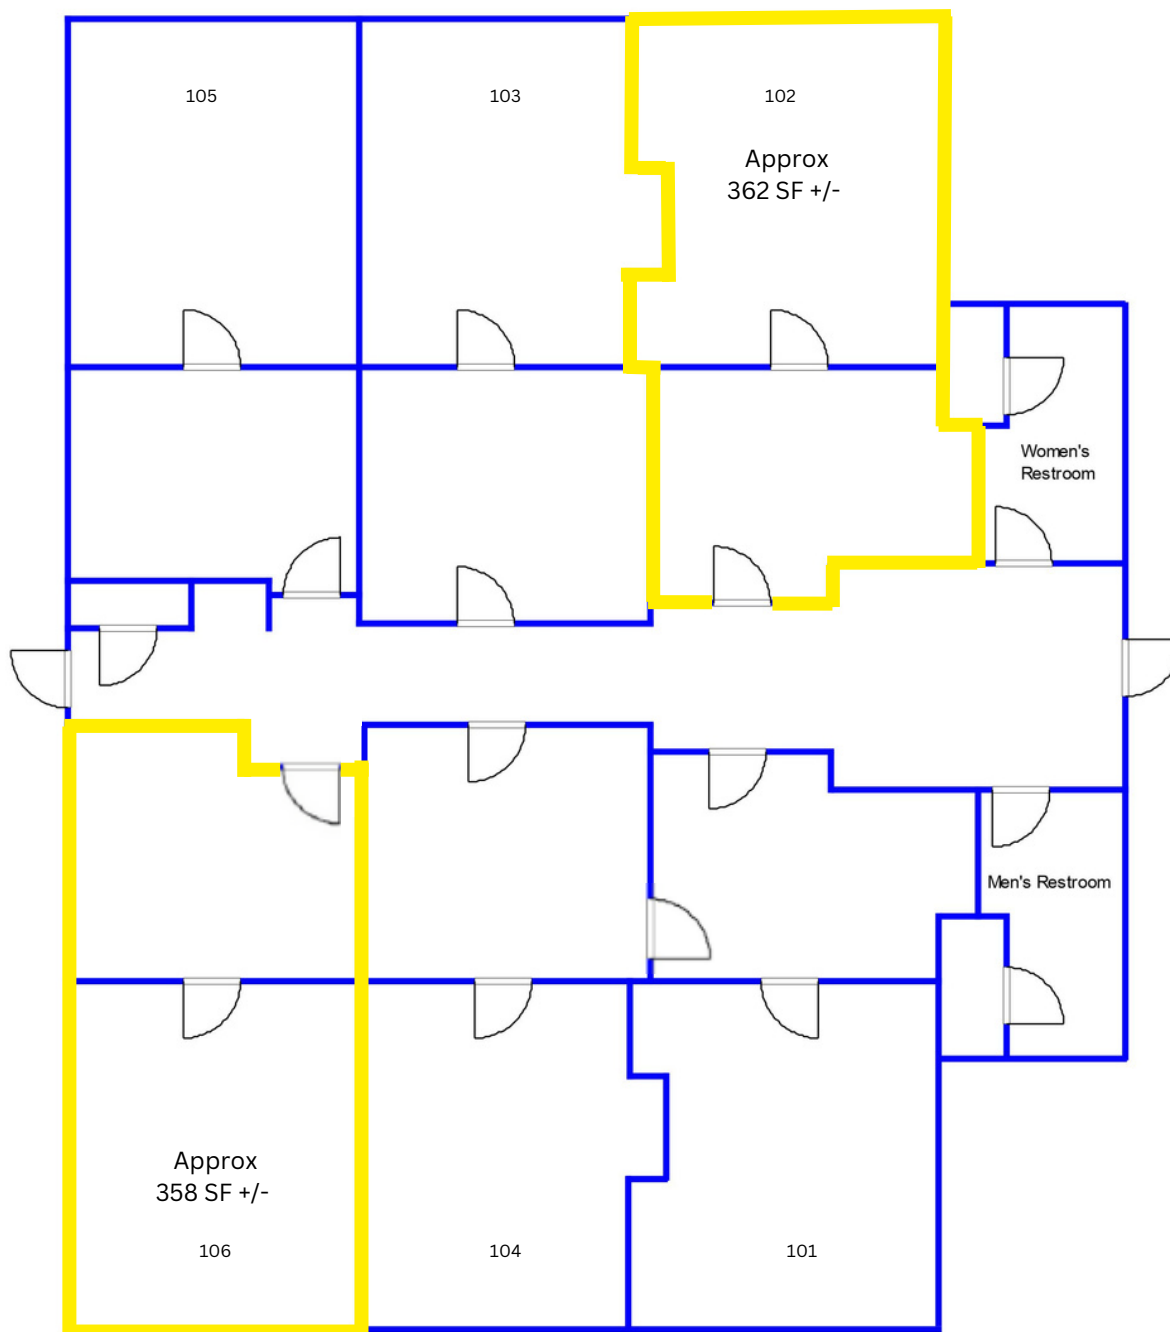 105
103
102
Approx
362 SF +/-
Women's
Restroom
Men's Restroom
Approx
358 SF +/-
106
104
101